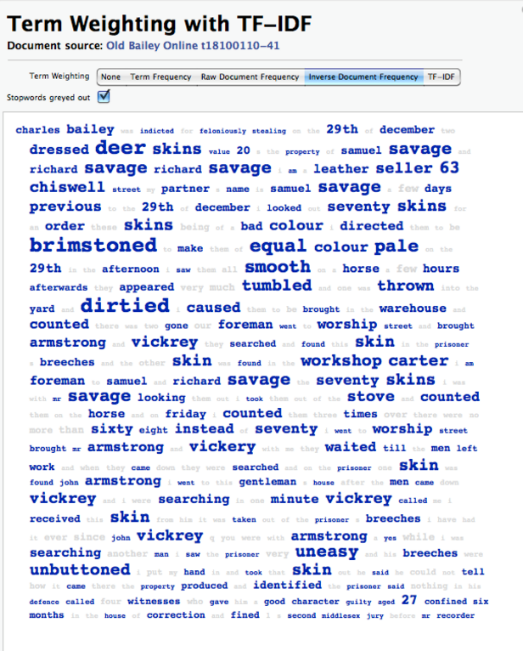 Term Weighting with TF-IDF
Document source: Old Bailey Online t18100110-41
Term Weighting None Term Frequency Raw Document Frequency Inverse Document Frequency TF-IDF
Stopwords greyed out
charles bailey was indicted for feloniously stealing on the 29th of december two
dressed deer skins value 20 s the property of samuel savage and
richard savage richard savage i am a leather seller 63
chiswell street my partner s name is samuel savage a few days
previous to the 29th of december i looked out seventy skins for
an order these skins being of a bad colour i directed them to be
brimstoned to make them of equal colour pale on the
29th in the afternoon i saw them all smooth on a horse a few hours
afterwards they appeared very much tumbled and one was thrown into the
yard and dirtied i caused them to be brought in the warehouse and
counted there was two gone our foreman went to worship street and brought
armstrong and vickrey they searched and found this skin in the prisoner
s breeches and the other skin was found in the workshop carter i am
foreman to samuel and richard savage the seventy skins i was
with mr savage looking them out i took them out of the stove and counted
them on the horse and on friday i counted them three times over there were no
more than sixty eight instead of seventy i went to worship street
brought mr armstrong and vickery with me they waited till the men left
work and when they came down they were searched and on the prisoner one skin was
found john armstrong i went to this gentleman s house after the men came down
vickrey and i were searching in one minute vickrey called me i
received this skin from him it was taken out of the prisoner s breeches i have had
it ever since john vickrey q you were with armstrong a yes while i was
searching another man i saw the prisoner very uneasy and his breeches were
unbuttoned i put my hand in and took that skin out he said he could not tell
how it came there the property produced and identified the prisoner said nothing in his
defence called four witnesses who gave him a good character guilty aged 27 confined six
months in the house of correction and fined 1 s second middlesex jury before mr recorder